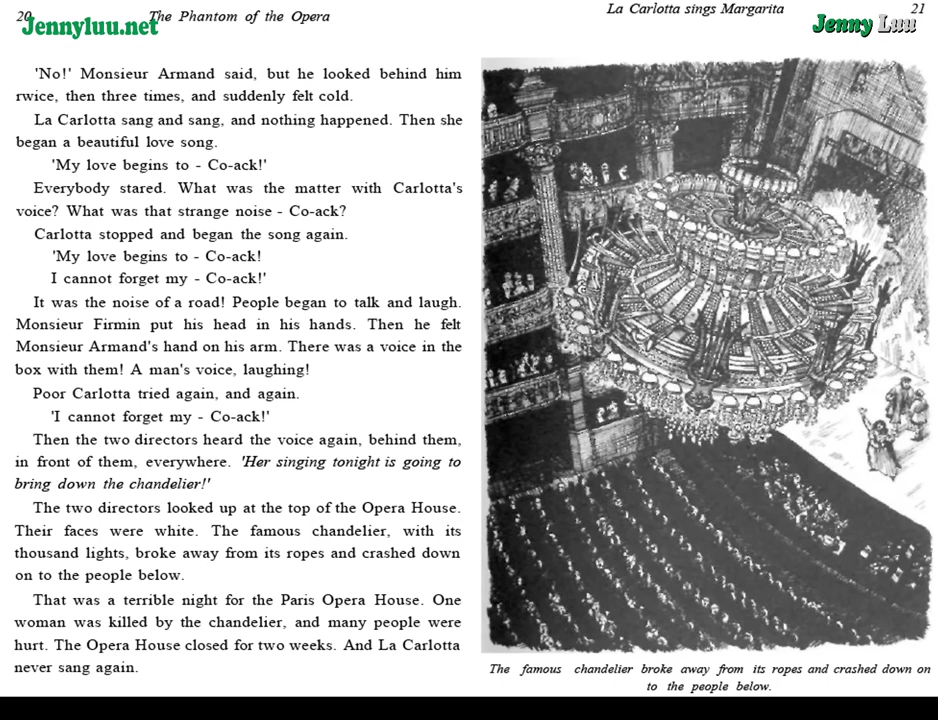 20 The Phantom of the Opera
Jennyluu.net
'No!' Monsieur Armand said, but he looked behind him
rwice, then three times, and suddenly felt cold.
La Carlotta sang and sang, and nothing happened. Then she
began a beautiful love song.
'My love begins to - Co-ack!'
Everybody stared. What was the matter with Carlotta's
voice? What was that strange noise - Co-ack?
Carlotta stopped and began the song again.
'My love begins to - Co-ack!
I cannot forget my - Co-ack!'
It was the noise of a road! People began to talk and laugh.
Monsieur Firmin put his head in his hands. Then he felt
Monsieur Armand's hand on his arm. There was a voice in the
box with them! A man's voice, laughing!
Poor Carlotta tried again, and again.
'I cannot forget my - Co-ack!'
Then the two directors heard the voice again, behind them,
in front of them, everywhere. 'Her singing tonight is going to
bring down the chandelier!'
The two directors looked up at the top of the Opera House.
Their faces were white. The famous chandelier, with its
thousand lights, broke away from its ropes and crashed down
on to the people below.
That was a terrible night for the Paris Opera House. One
woman was killed by the chandelier, and many people were
hurt. The Opera House closed for two weeks. And La Carlotta
never sang again.
La Carlotta sings Margarita 21
Jenny Luu
The famous chandelier broke away from its ropes and crashed down on
to the people below.